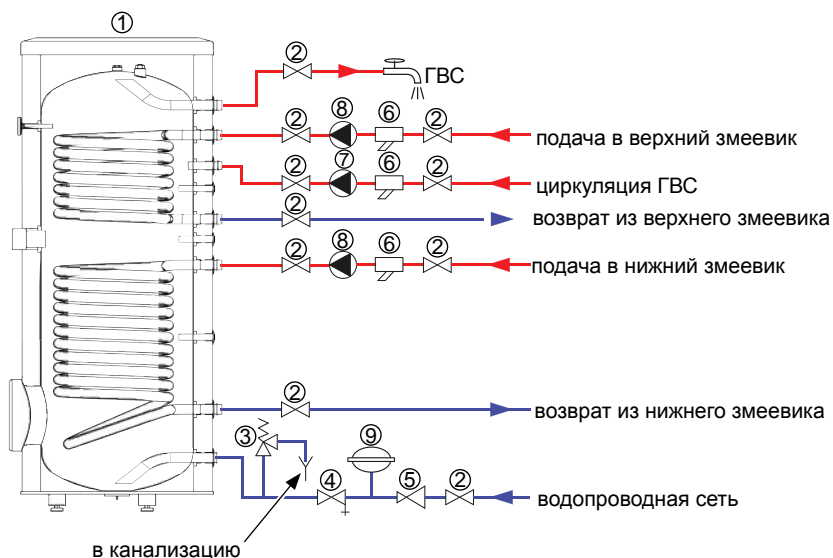 ①
② ГВС
② ⑧ ⑥ ② подача в верхний змеевик
② ⑦ ⑥ ② циркуляция ГВС
② возврат из верхнего змеевика
② ⑧ ⑥ ② подача в нижний змеевик
② возврат из нижнего змеевика
③ ⑨
④ ⑤ ② водопроводная сеть
в канализацию